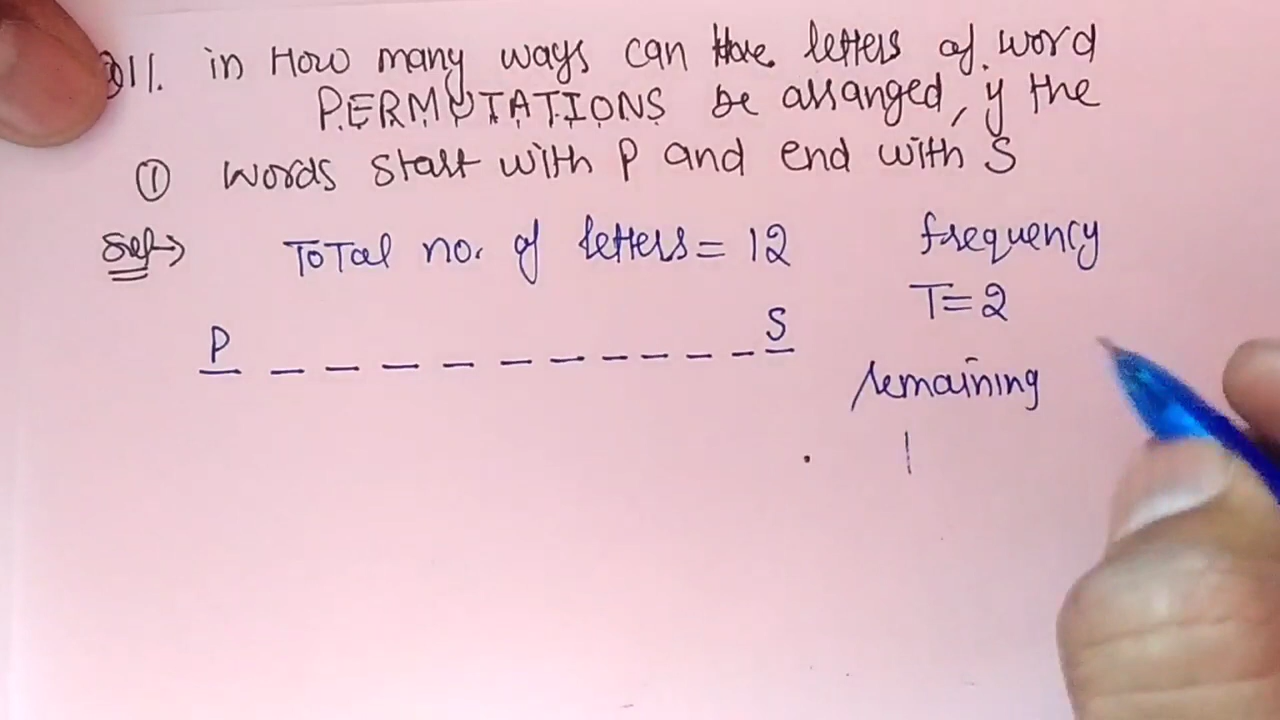 Q11. in How many ways can the letters of word
PERMUTATIONS be arranged, if the
① words start with P and end with S
Sol→ Total no. of letters = 12 frequency
T=2
P _ _ _ _ _ _ _ _ _ _ S
remaining
1